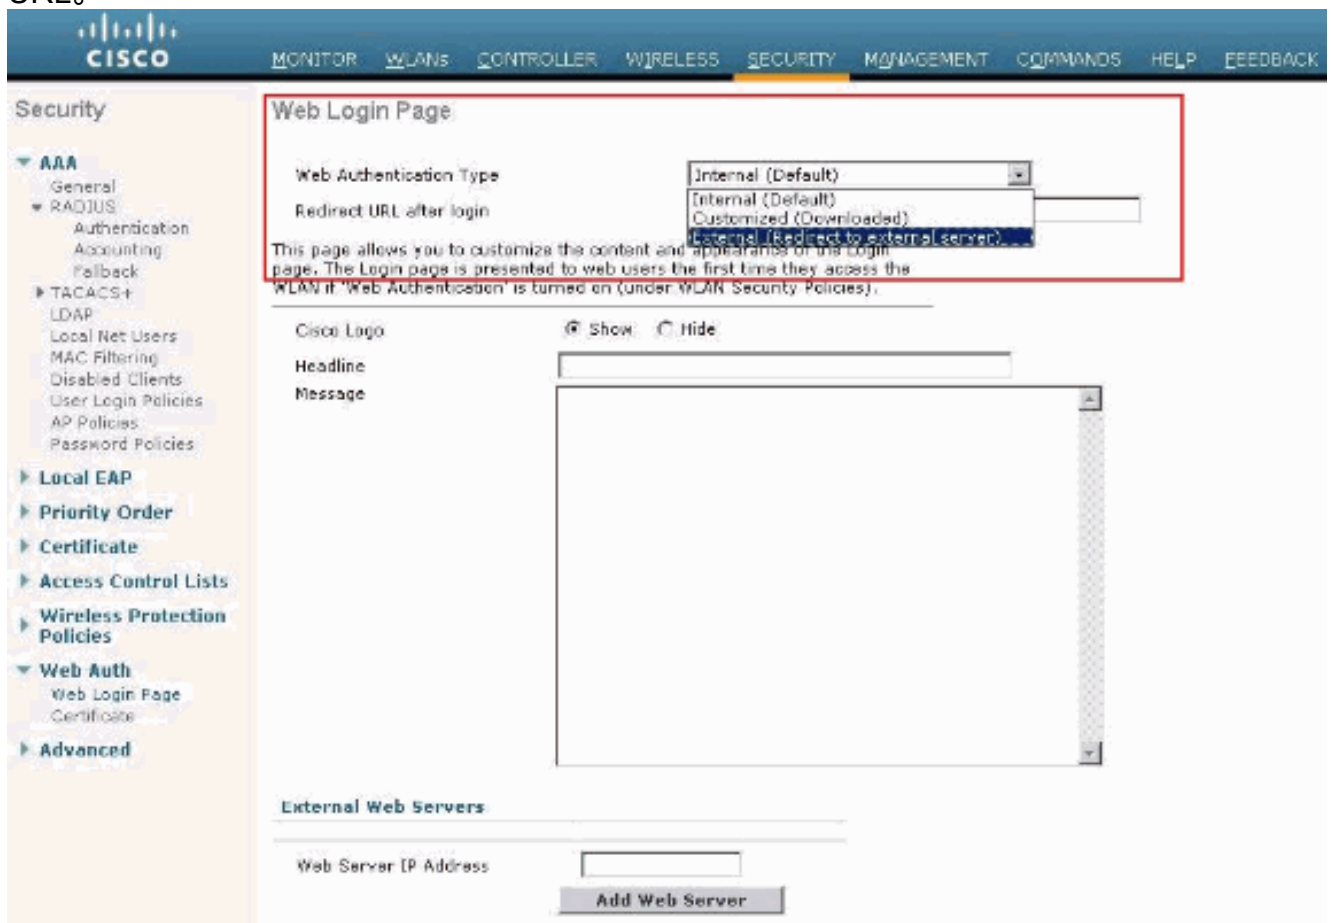 URL。
CISCO
MONITOR WLANs CONTROLLER WIRELESS SECURITY MANAGEMENT COMMANDS HELP FEEDBACK
Security
AAA
General
RADIUS
Authentication
Accounting
Fallback
TACACS+
LDAP
Local Net Users
MAC Filtering
Disabled Clients
User Login Policies
AP Policies
Password Policies
Local EAP
Priority Order
Certificate
Access Control Lists
Wireless Protection
Policies
Web Auth
Web Login Page
Certificate
Advanced
Web Login Page
Web Authentication Type Internal (Default)
Internal (Default)
Customized (Downloaded)
External (Redirect to external server)
Redirect URL after login
This page allows you to customize the content and appearance of the Login
page. The Login page is presented to web users the first time they access the
WLAN if 'Web Authentication' is turned on (under WLAN Security Policies).
Cisco Logo Show Hide
Headline
Message
External Web Servers
Web Server IP Address
Add Web Server